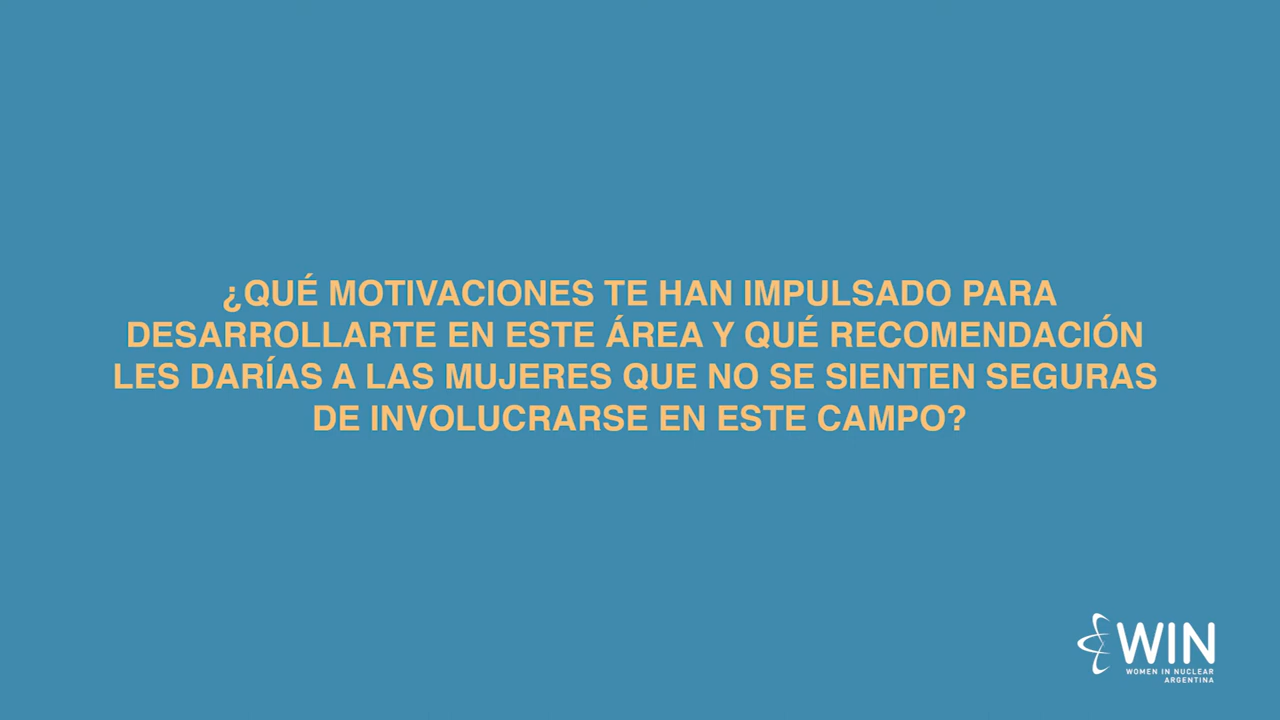 ¿QUÉ MOTIVACIONES TE HAN IMPULSADO PARA
DESARROLLARTE EN ESTE ÁREA Y QUÉ RECOMENDACIÓN
LES DARÍAS A LAS MUJERES QUE NO SE SIENTEN SEGURAS
DE INVOLUCRARSE EN ESTE CAMPO?
WIN
WOMEN IN NUCLEAR
ARGENTINA